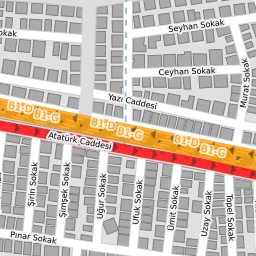 Seyhan Sokak
okak
Ceyhan Sokak
Murat Sokak
Yazı Caddesi
B1-D B1-G
B1-D B1-G
B1-D B1-G
Atatürk Caddesi
Şirin Sokak
Şimşek Sokak
Uğur Sokak
Ufuk Sokak
Ümit Sokak
Uzay Sokak
Topel Sokak
Pınar Sokak